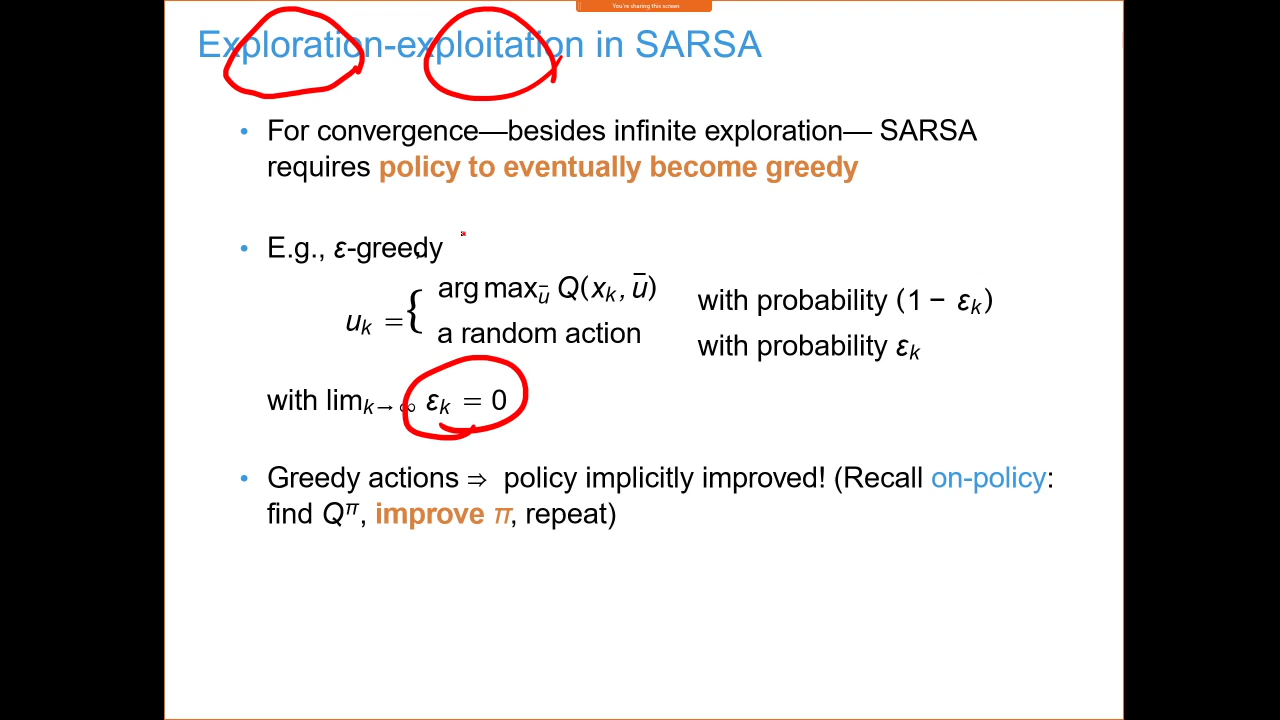 You're sharing this screen
Exploration-exploitation in SARSA
• For convergence—besides infinite exploration— SARSA
requires policy to eventually become greedy
• E.g., ε-greedy
u_k = { arg max_ū Q(x_k, ū) with probability (1 − ε_k)
a random action with probability ε_k
with lim_{k→∞} ε_k = 0
• Greedy actions ⇒ policy implicitly improved! (Recall on-policy:
find Q^π, improve π, repeat)